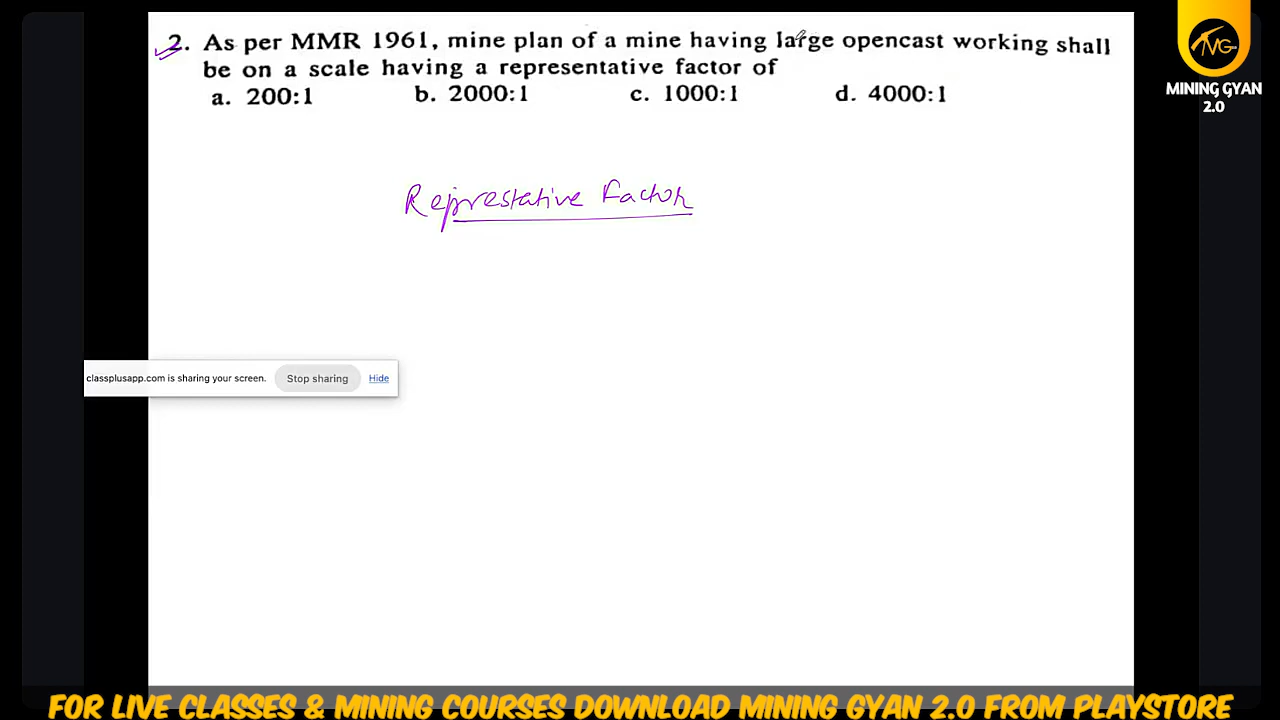 2. As per MMR 1961, mine plan of a mine having large opencast working shall
be on a scale having a representative factor of
a. 200:1 b. 2000:1 c. 1000:1 d. 4000:1
Represtative Factor
classplusapp.com is sharing your screen. Stop sharing Hide
TMG
MINING GYAN
2.0
FOR LIVE CLASSES & MINING COURSES DOWNLOAD MINING GYAN 2.0 FROM PLAYSTORE